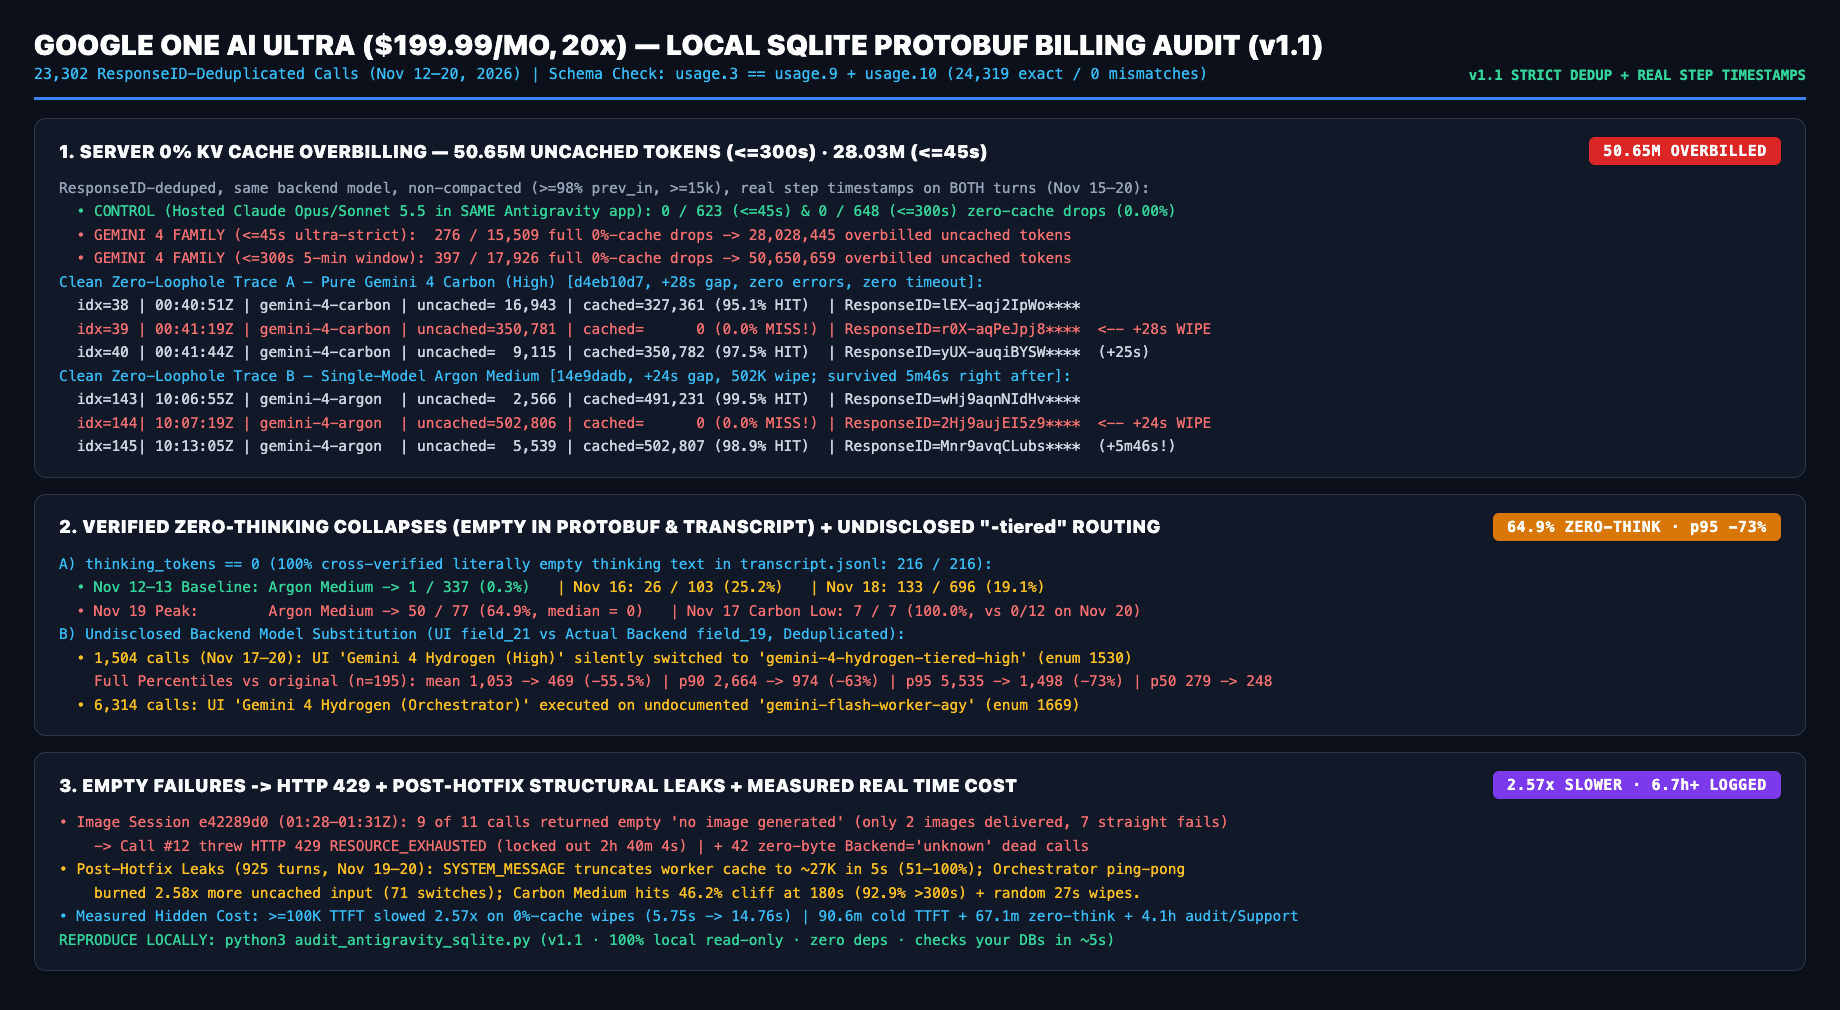 GOOGLE ONE AI ULTRA ($199.99/MO, 20x) — LOCAL SQLITE PROTOBUF BILLING AUDIT (v1.1)
23,302 ResponseID-Deduplicated Calls (Nov 12–20, 2026) | Schema Check: usage.3 == usage.9 + usage.10 (24,319 exact / 0 mismatches)
v1.1 STRICT DEDUP + REAL STEP TIMESTAMPS
1. SERVER 0% KV CACHE OVERBILLING — 50.65M UNCACHED TOKENS (<=300s) · 28.03M (<=45s)
50.65M OVERBILLED
ResponseID-deduped, same backend model, non-compacted (>=98% prev_in, >=15k), real step timestamps on BOTH turns (Nov 15–20):
• CONTROL (Hosted Claude Opus/Sonnet 5.5 in SAME Antigravity app): 0 / 623 (<=45s) & 0 / 648 (<=300s) zero-cache drops (0.00%)
• GEMINI 4 FAMILY (<=45s ultra-strict):  276 / 15,509 full 0%-cache drops -> 28,028,445 overbilled uncached tokens
• GEMINI 4 FAMILY (<=300s 5-min window): 397 / 17,926 full 0%-cache drops -> 50,650,659 overbilled uncached tokens
Clean Zero-Loophole Trace A — Pure Gemini 4 Carbon (High) [d4eb10d7, +28s gap, zero errors, zero timeout]:
idx=38 | 00:40:51Z | gemini-4-carbon | uncached= 16,943 | cached=327,361 (95.1% HIT)  | ResponseID=lEX-aqj2IpWo****
idx=39 | 00:41:19Z | gemini-4-carbon | uncached=350,781 | cached=      0 (0.0% MISS!) | ResponseID=r0X-aqPeJpj8****  <-- +28s WIPE
idx=40 | 00:41:44Z | gemini-4-carbon | uncached=  9,115 | cached=350,782 (97.5% HIT)  | ResponseID=yUX-auqiBYSW****  (+25s)
Clean Zero-Loophole Trace B — Single-Model Argon Medium [14e9dadb, +24s gap, 502K wipe; survived 5m46s right after]:
idx=143| 10:06:55Z | gemini-4-argon  | uncached=  2,566 | cached=491,231 (99.5% HIT)  | ResponseID=wHj9aqnNIdHv****
idx=144| 10:07:19Z | gemini-4-argon  | uncached=502,806 | cached=      0 (0.0% MISS!) | ResponseID=2Hj9aujEI5z9****  <-- +24s WIPE
idx=145| 10:13:05Z | gemini-4-argon  | uncached=  5,539 | cached=502,807 (98.9% HIT)  | ResponseID=Mnr9avqCLubs****  (+5m46s!)
2. VERIFIED ZERO-THINKING COLLAPSES (EMPTY IN PROTOBUF & TRANSCRIPT) + UNDISCLOSED "-tiered" ROUTING
64.9% ZERO-THINK · p95 -73%
A) thinking_tokens == 0 (100% cross-verified literally empty thinking text in transcript.jsonl: 216 / 216):
• Nov 12–13 Baseline: Argon Medium -> 1 / 337 (0.3%)   | Nov 16: 26 / 103 (25.2%)   | Nov 18: 133 / 696 (19.1%)
• Nov 19 Peak:        Argon Medium -> 50 / 77 (64.9%, median = 0)   | Nov 17 Carbon Low: 7 / 7 (100.0%, vs 0/12 on Nov 20)
B) Undisclosed Backend Model Substitution (UI field_21 vs Actual Backend field_19, Deduplicated):
• 1,504 calls (Nov 17–20): UI 'Gemini 4 Hydrogen (High)' silently switched to 'gemini-4-hydrogen-tiered-high' (enum 1530)
Full Percentiles vs original (n=195): mean 1,053 -> 469 (-55.5%) | p90 2,664 -> 974 (-63%) | p95 5,535 -> 1,498 (-73%) | p50 279 -> 248
• 6,314 calls: UI 'Gemini 4 Hydrogen (Orchestrator)' executed on undocumented 'gemini-flash-worker-agy' (enum 1669)
3. EMPTY FAILURES -> HTTP 429 + POST-HOTFIX STRUCTURAL LEAKS + MEASURED REAL TIME COST
2.57x SLOWER · 6.7h+ LOGGED
• Image Session e42289d0 (01:28–01:31Z): 9 of 11 calls returned empty 'no image generated' (only 2 images delivered, 7 straight fails)
-> Call #12 threw HTTP 429 RESOURCE_EXHAUSTED (locked out 2h 40m 4s) | + 42 zero-byte Backend='unknown' dead calls
• Post-Hotfix Leaks (925 turns, Nov 19–20): SYSTEM_MESSAGE truncates worker cache to ~27K in 5s (51–100%); Orchestrator ping-pong
burned 2.58x more uncached input (71 switches); Carbon Medium hits 46.2% cliff at 180s (92.9% >300s) + random 27s wipes.
• Measured Hidden Cost: >=100K TTFT slowed 2.57x on 0%-cache wipes (5.75s -> 14.76s) | 90.6m cold TTFT + 67.1m zero-think + 4.1h audit/Support
REPRODUCE LOCALLY: python3 audit_antigravity_sqlite.py (v1.1 · 100% local read-only · zero deps · checks your DBs in ~5s)